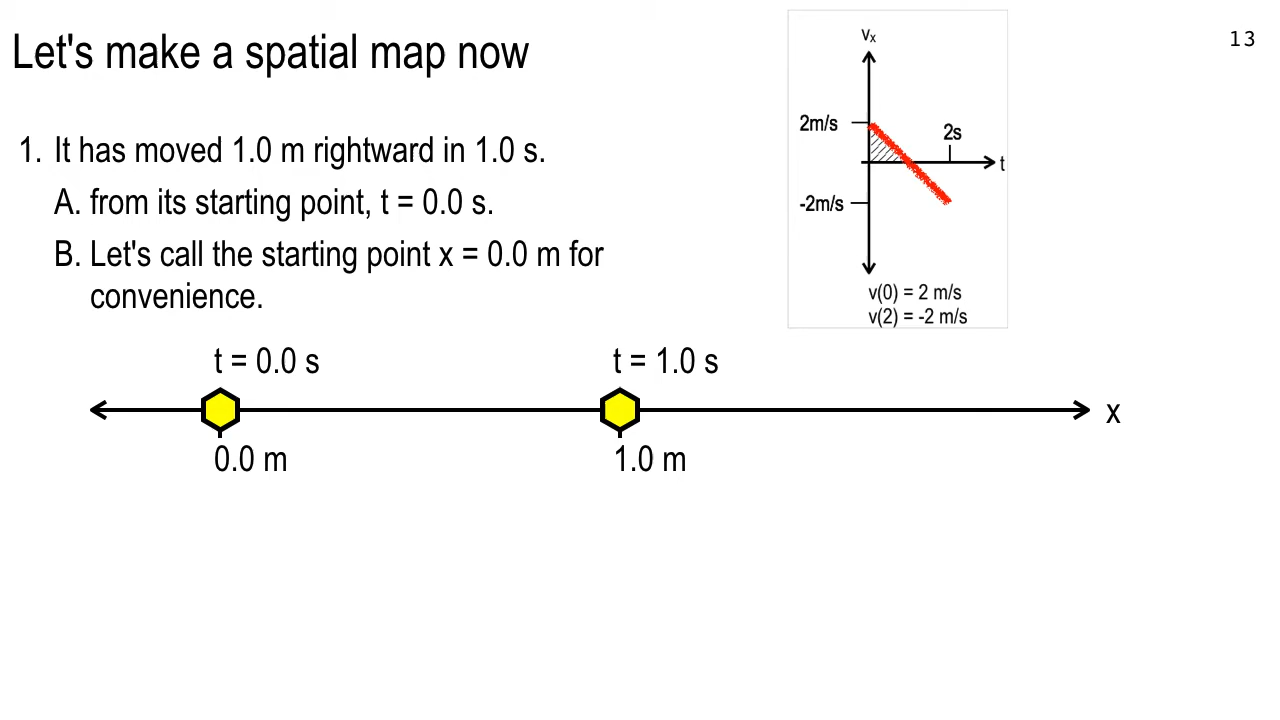 Let's make a spatial map now
13
1. It has moved 1.0 m rightward in 1.0 s.
A. from its starting point, t = 0.0 s.
B. Let's call the starting point x = 0.0 m for
convenience.
vₓ
2m/s
2s
t
-2m/s
v(0) = 2 m/s
v(2) = -2 m/s
t = 0.0 s
t = 1.0 s
x
0.0 m
1.0 m